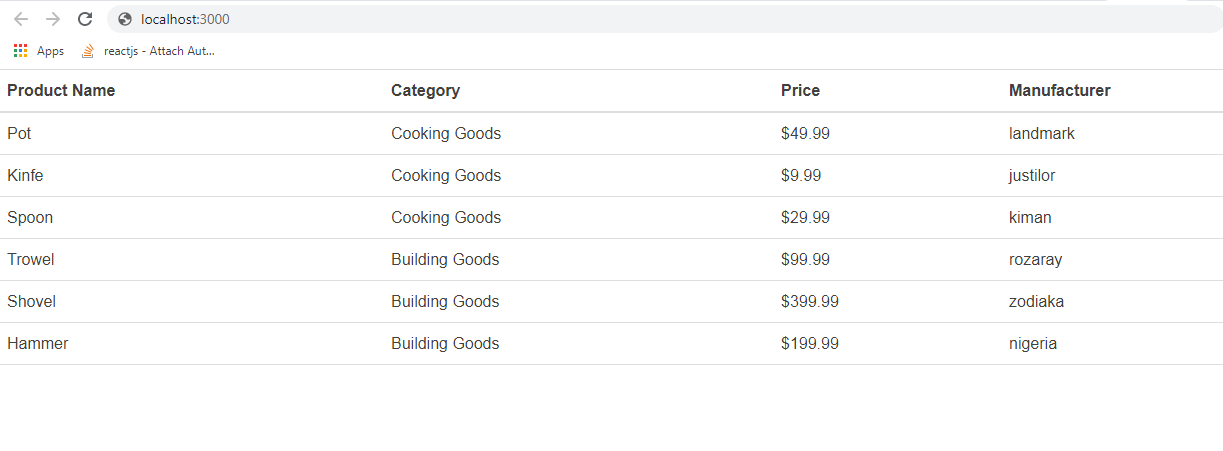 localhost:3000
Apps reactjs - Attach Aut...
Product Name Category Price Manufacturer
Pot Cooking Goods $49.99 landmark
Kinfe Cooking Goods $9.99 justilor
Spoon Cooking Goods $29.99 kiman
Trowel Building Goods $99.99 rozaray
Shovel Building Goods $399.99 zodiaka
Hammer Building Goods $199.99 nigeria